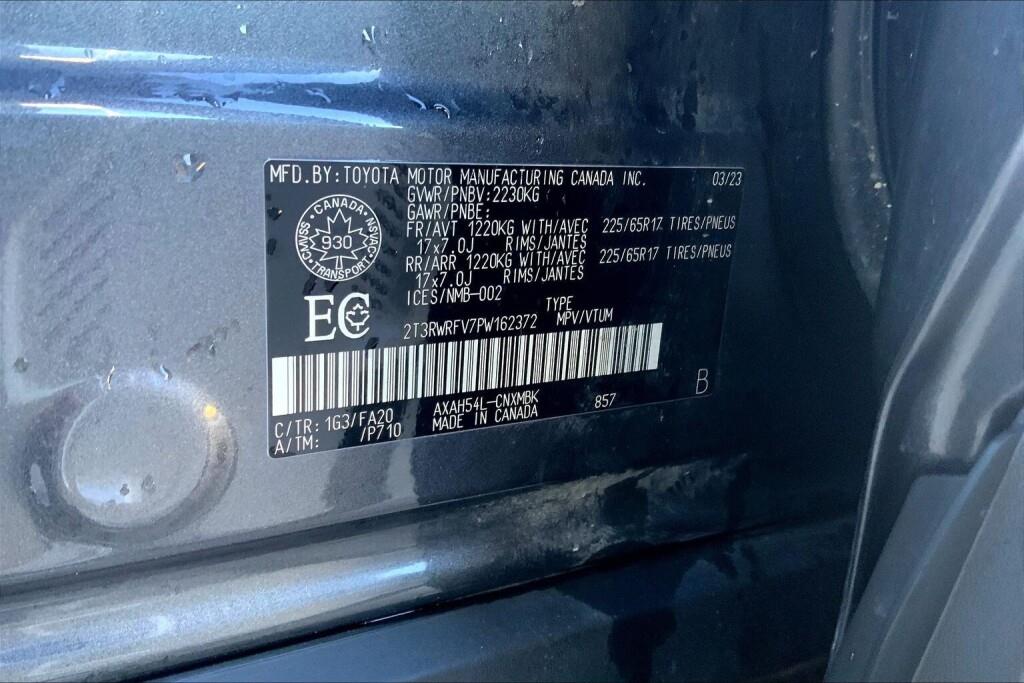 MFD.BY:TOYOTA MOTOR MANUFACTURING CANADA INC. 03/23
GVWR/PNBV:2230KG
GAWR/PNBE:
FR/AVT 1220KG WITH/AVEC 225/65R17 TIRES/PNEUS
17x7.0J RIMS/JANTES
RR/ARR 1220KG WITH/AVEC 225/65R17 TIRES/PNEUS
17x7.0J RIMS/JANTES
ICES/NMB-002
CANADA
CMVSS 930 NSVAC
TRANSPORT
EC
TYPE
2T3RWRFV7PW162372 MPV/VTUM
C/TR: 1G3/FA20 AXAH54L-CNXMBK 857 B
A/TM: /P710 MADE IN CANADA